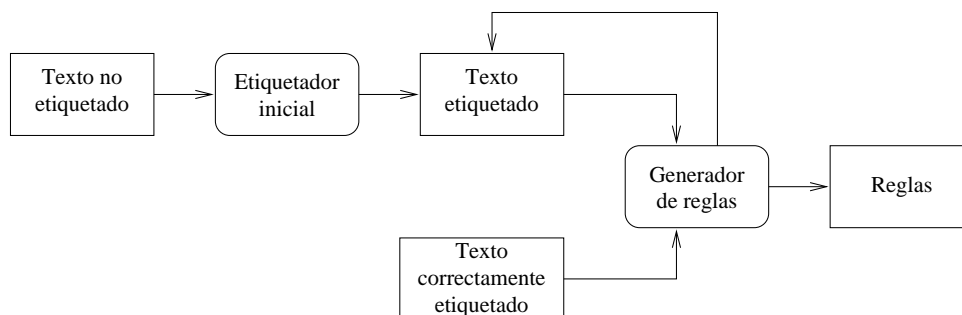 Texto no
etiquetado
Etiquetador
inicial
Texto
etiquetado
Generador
de reglas
Reglas
Texto
correctamente
etiquetado